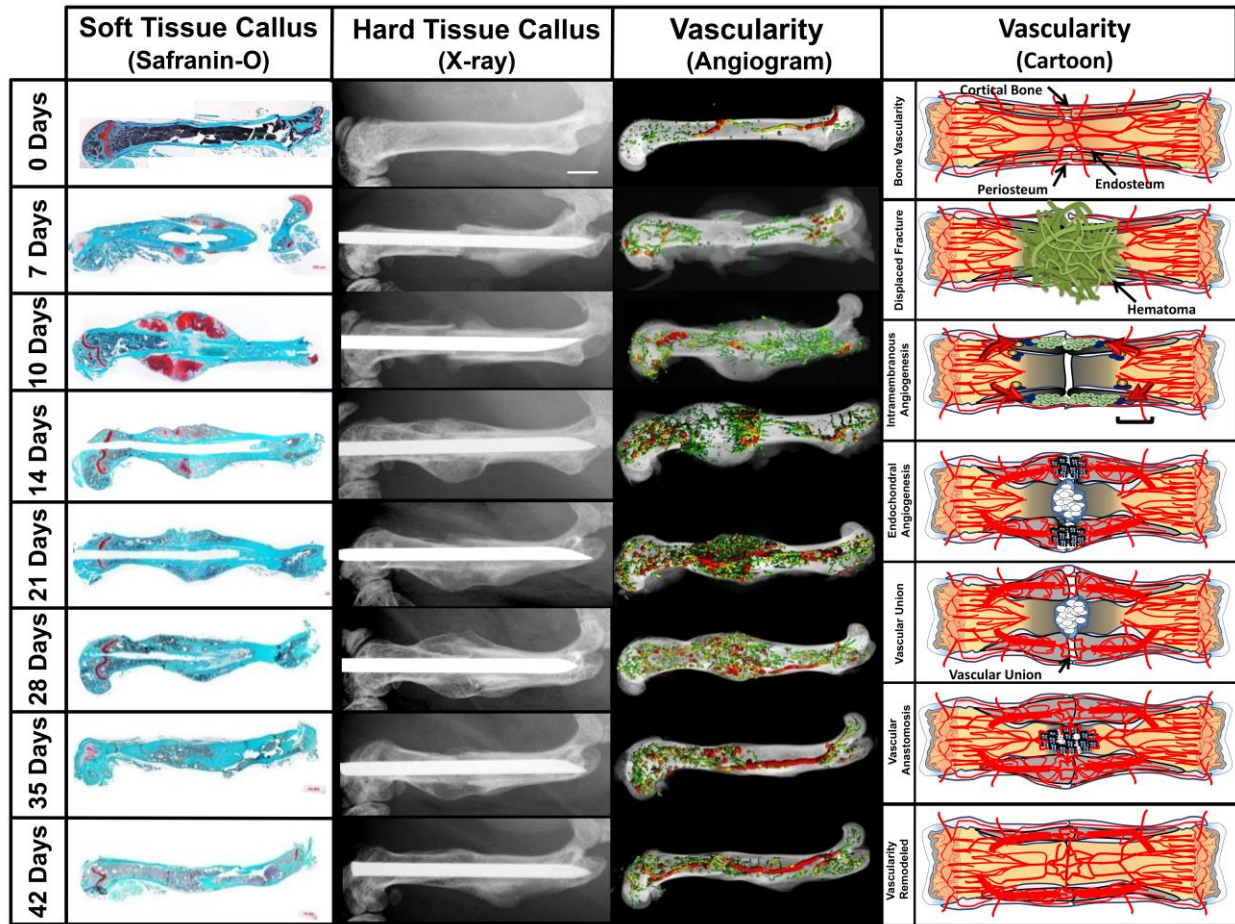 Soft Tissue Callus
(Safranin-O)
Hard Tissue Callus
(X-ray)
Vascularity
(Angiogram)
Vascularity
(Cartoon)
0 Days
Bone Vascularity
Cortical Bone
Periosteum
Endosteum
7 Days
Displaced Fracture
Hematoma
10 Days
Intramembranous
Angiogenesis
14 Days
Endochondral
Angiogenesis
21 Days
Vascular Union
Vascular Union
28 Days
Vascular
Anastomosis
35 Days
Vascularity
Remodeled
42 Days